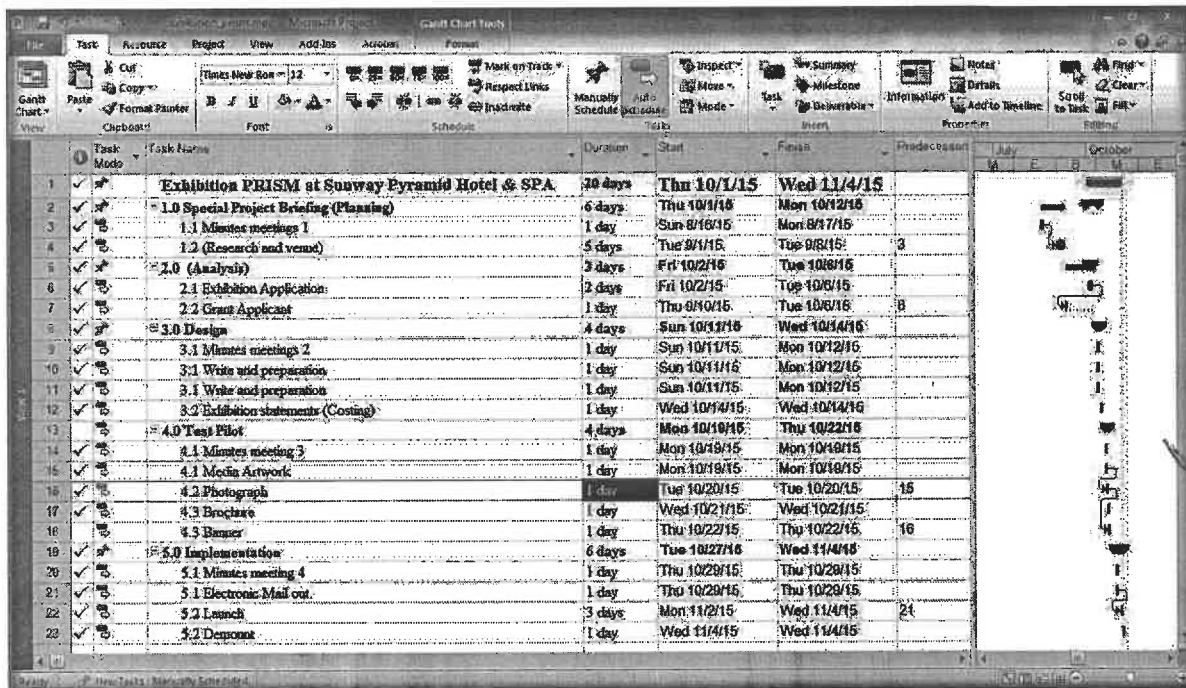 Gantt Chart Tools
File Task Resource Project View Add-Ins Acrobat Format
Cut
Copy
Format Painter
Paste
Gantt Chart
Times New Rom 12
B I U
Mark on Track
Respect Links
Inactivate
Manually Schedule
Auto Schedule
Inspect
Move
Mode
Task
Summary
Milestone
Deliverable
Information
Notes
Details
Add to Timeline
Scroll to Task
Find
Clear
Fill
View Clipboard Font Schedule Tasks Insert Properties Editing
Task Mode Task Name Duration Start Finish Predecessors July October
M E B M E
1 Exhibition PRISM at Sunway Pyramid Hotel & SPA 20 days Thu 10/1/15 Wed 11/4/15
2 1.0 Special Project Briefing (Planning) 6 days Thu 10/1/15 Mon 10/12/15
3 1.1 Minutes meetings 1 1 day Sun 8/16/15 Mon 8/17/15
4 1.2 (Research and venue) 5 days Tue 9/1/15 Tue 9/8/15 3
5 2.0 (Analysis) 3 days Fri 10/2/15 Tue 10/6/15
6 2.1 Exhibition Application 2 days Fri 10/2/15 Tue 10/6/15
7 2.2 Grant Applicant 1 day Thu 9/10/15 Tue 10/6/15
8 3.0 Design 4 days Sun 10/11/15 Wed 10/14/15
9 3.1 Minutes meetings 2 1 day Sun 10/11/15 Mon 10/12/15
10 3.1 Write and preparation 1 day Sun 10/11/15 Mon 10/12/15
11 3.1 Write and preparation 1 day Sun 10/11/15 Mon 10/12/15
12 3.2 Exhibition statements (Costing) 1 day Wed 10/14/15 Wed 10/14/15
13 4.0 Test Pilot 4 days Mon 10/19/15 Thu 10/22/15
14 4.1 Minutes meeting 3 1 day Mon 10/19/15 Mon 10/19/15
15 4.1 Media Artwork 1 day Mon 10/19/15 Mon 10/19/15
16 4.2 Photograph 1 day Tue 10/20/15 Tue 10/20/15 15
17 4.3 Brochure 1 day Wed 10/21/15 Wed 10/21/15
18 4.3 Banner 1 day Thu 10/22/15 Thu 10/22/15 16
19 5.0 Implementation 6 days Tue 10/27/15 Wed 11/4/15
20 5.1 Minutes meeting 4 1 day Thu 10/29/15 Thu 10/29/15
21 5.1 Electronic Mail out. 1 day Thu 10/29/15 Thu 10/29/15
22 5.2 Launch 3 days Mon 11/2/15 Wed 11/4/15 21
23 5.2 Demount 1 day Wed 11/4/15 Wed 11/4/15
Ready New Tasks : Manually Scheduled